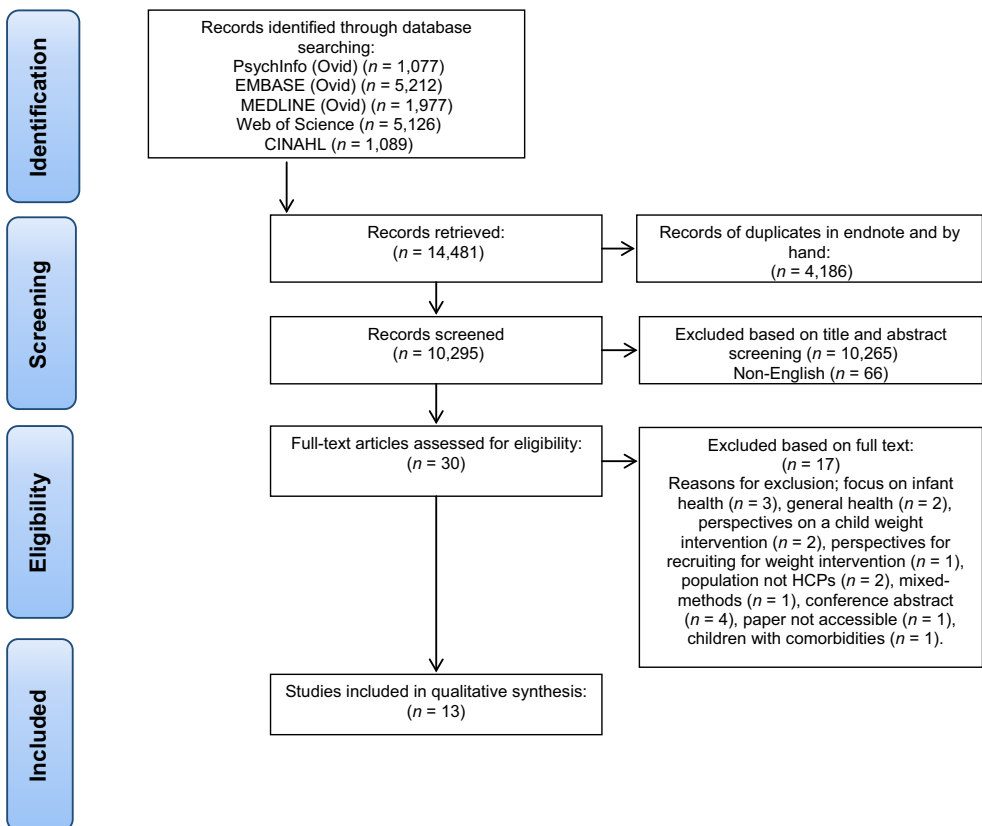 Identification
Records identified through database
searching:
PsychInfo (Ovid) (n = 1,077)
EMBASE (Ovid) (n = 5,212)
MEDLINE (Ovid) (n = 1,977)
Web of Science (n = 5,126)
CINAHL (n = 1,089)
Screening
Records retrieved:
(n = 14,481)
Records of duplicates in endnote and by
hand:
(n = 4,186)
Records screened
(n = 10,295)
Excluded based on title and abstract
screening (n = 10,265)
Non-English (n = 66)
Eligibility
Full-text articles assessed for eligibility:
(n = 30)
Excluded based on full text:
(n = 17)
Reasons for exclusion; focus on infant
health (n = 3), general health (n = 2),
perspectives on a child weight
intervention (n = 2), perspectives for
recruiting for weight intervention (n = 1),
population not HCPs (n = 2), mixed-
methods (n = 1), conference abstract
(n = 4), paper not accessible (n = 1),
children with comorbidities (n = 1).
Included
Studies included in qualitative synthesis:
(n = 13)